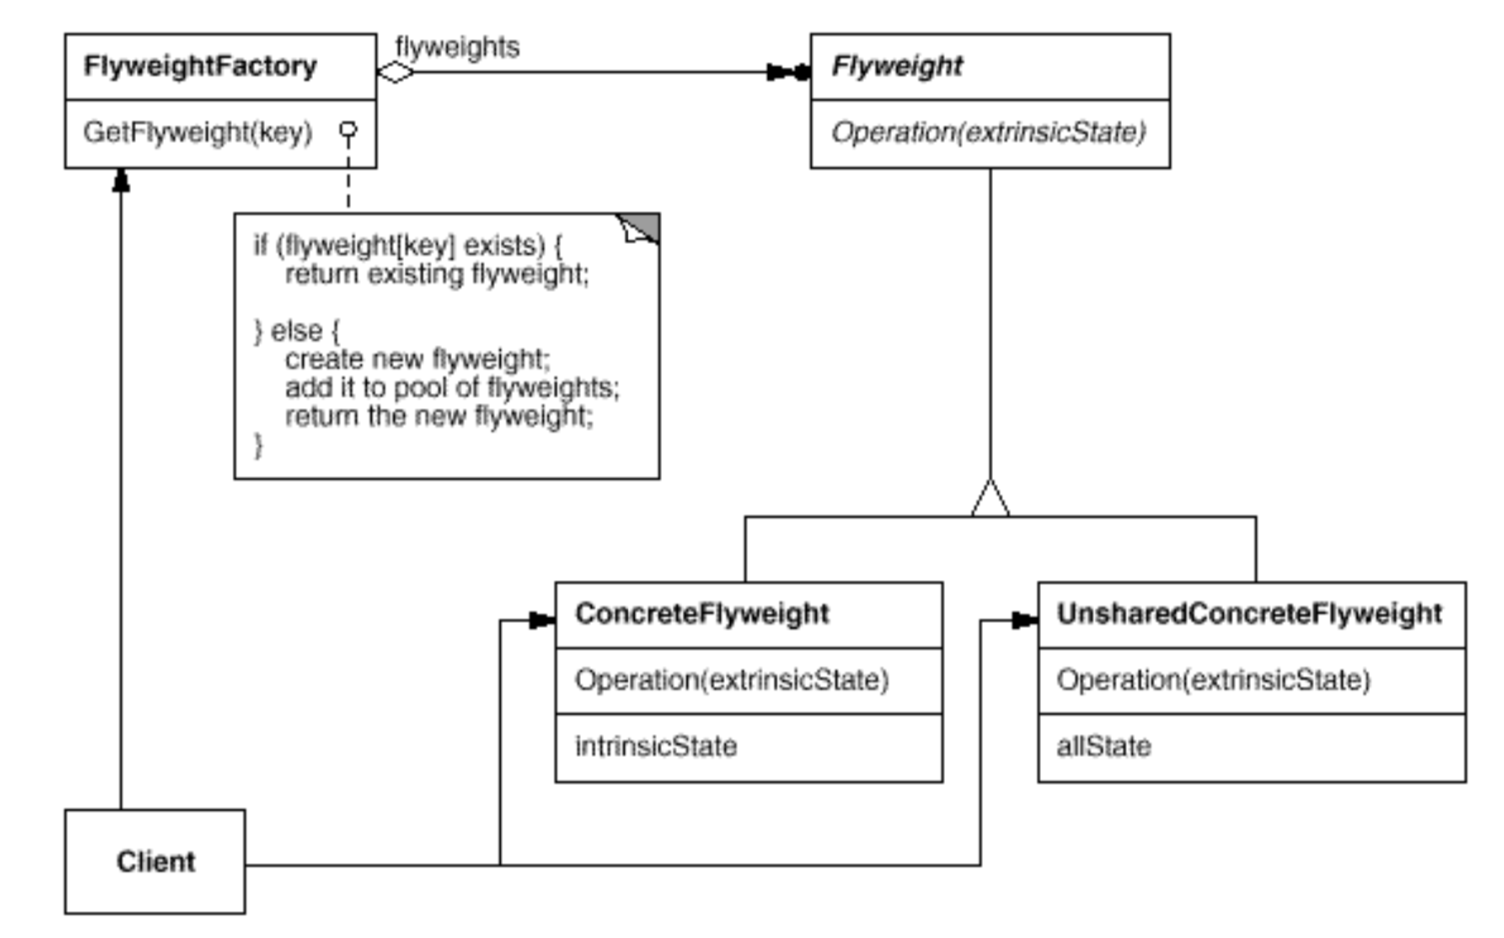 FlyweightFactory
GetFlyweight(key)
flyweights
Flyweight
Operation(extrinsicState)
if (flyweight[key] exists) {
return existing flyweight;
} else {
create new flyweight;
add it to pool of flyweights;
return the new flyweight;
}
ConcreteFlyweight
Operation(extrinsicState)
intrinsicState
UnsharedConcreteFlyweight
Operation(extrinsicState)
allState
Client